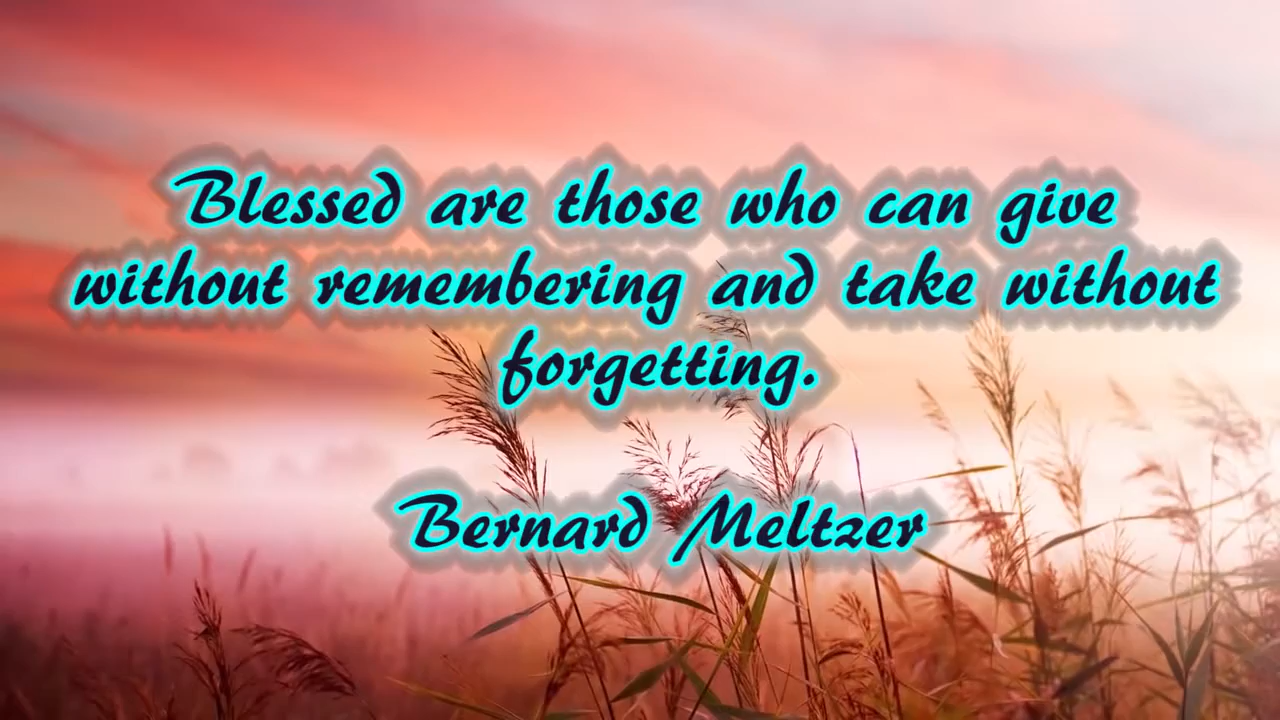 Blessed are those who can give
without remembering and take without
forgetting.
Bernard Meltzer